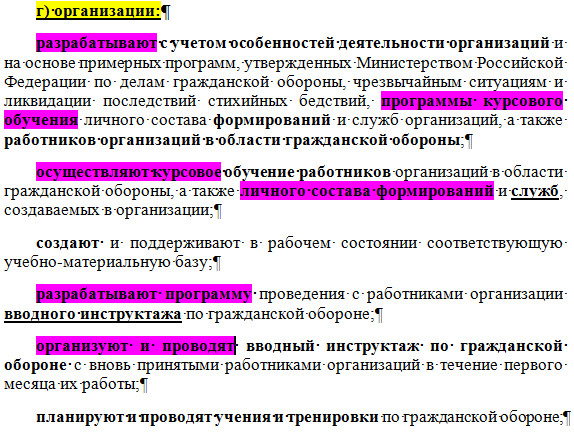 г) организации:
разрабатывают с учетом особенностей деятельности организаций и
на основе примерных программ, утвержденных Министерством Российской
Федерации по делам гражданской обороны, чрезвычайным ситуациям и
ликвидации последствий стихийных бедствий, программы курсового
обучения личного состава формирований и служб организаций, а также
работников организаций в области гражданской обороны;
осуществляют курсовое обучение работников организаций в области
гражданской обороны, а также личного состава формирований и служб,
создаваемых в организации;
создают и поддерживают в рабочем состоянии соответствующую
учебно-материальную базу;
разрабатывают программу проведения с работниками организации
вводного инструктажа по гражданской обороне;
организуют и проводят вводный инструктаж по гражданской
обороне с вновь принятыми работниками организаций в течение первого
месяца их работы;
планируют и проводят учения и тренировки по гражданской обороне;